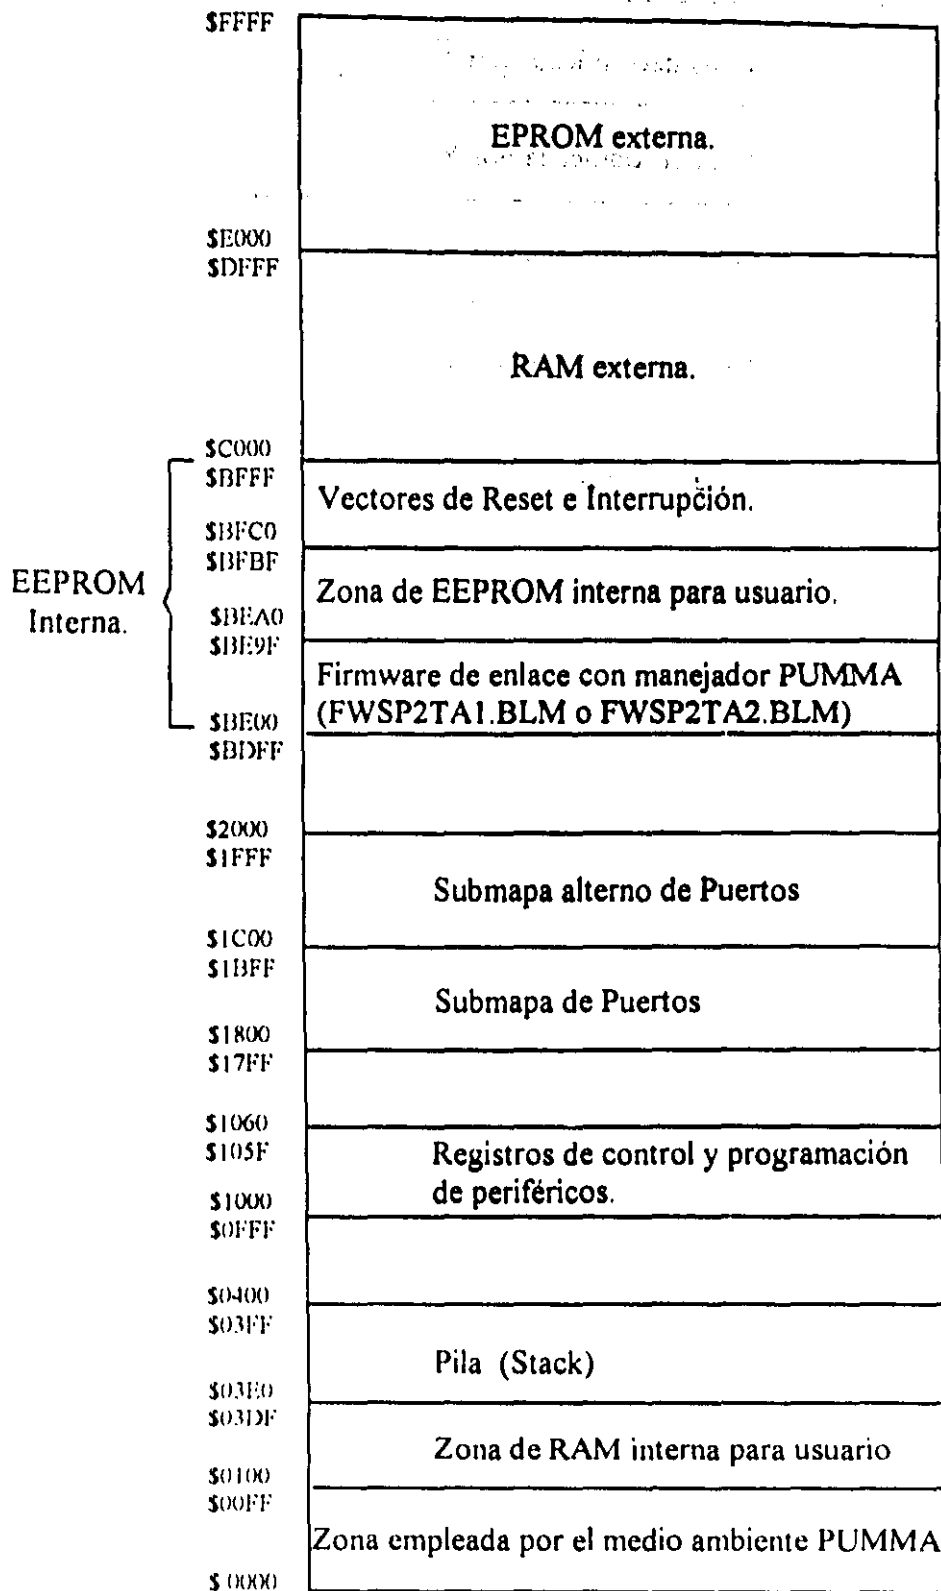 $FFFF
EPROM externa.
$E000
$DFFF
RAM externa.
$C000
$BFFF
Vectores de Reset e Interrupción.
$BFC0
$BFBF
EEPROM
Interna.
Zona de EEPROM interna para usuario.
$BEA0
$BE9F
Firmware de enlace con manejador PUMMA
(FWSP2TA1.BLM o FWSP2TA2.BLM)
$BE00
$BDFF
$2000
$1FFF
Submapa alterno de Puertos
$1C00
$1BFF
Submapa de Puertos
$1800
$17FF
$1060
$105F
Registros de control y programación
de periféricos.
$1000
$0FFF
$0400
$03FF
Pila (Stack)
$03E0
$03DF
Zona de RAM interna para usuario
$0100
$00FF
Zona empleada por el medio ambiente PUMMA
$0000